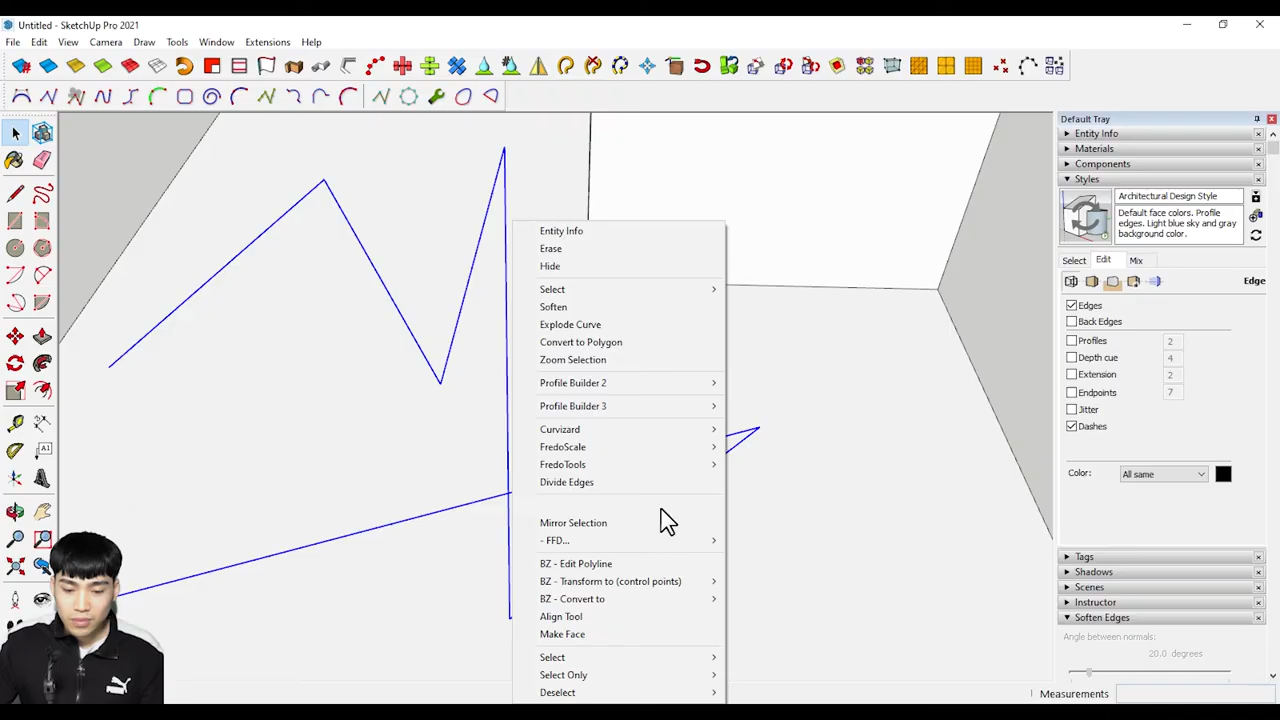 Untitled - SketchUp Pro 2021
File Edit View Camera Draw Tools Window Extensions Help
Default Tray
Entity Info
Materials
Components
Styles
Architectural Design Style
Default face colors. Profile
edges. Light blue sky and gray
background color.
Select Edit Mix
Edge
Edges
Back Edges
Profiles 2
Depth cue 4
Extension 2
Endpoints 7
Jitter
Dashes
Color: All same
Tags
Shadows
Scenes
Instructor
Soften Edges
Angle between normals:
20.0 degrees
Measurements
Entity Info
Erase
Hide
Select
Soften
Explode Curve
Convert to Polygon
Zoom Selection
Profile Builder 2
Profile Builder 3
Curvizard
FredoScale
FredoTools
Divide Edges
Mirror Selection
- FFD...
BZ - Edit Polyline
BZ - Transform to (control points)
BZ - Convert to
Align Tool
Make Face
Select
Select Only
Deselect
A1